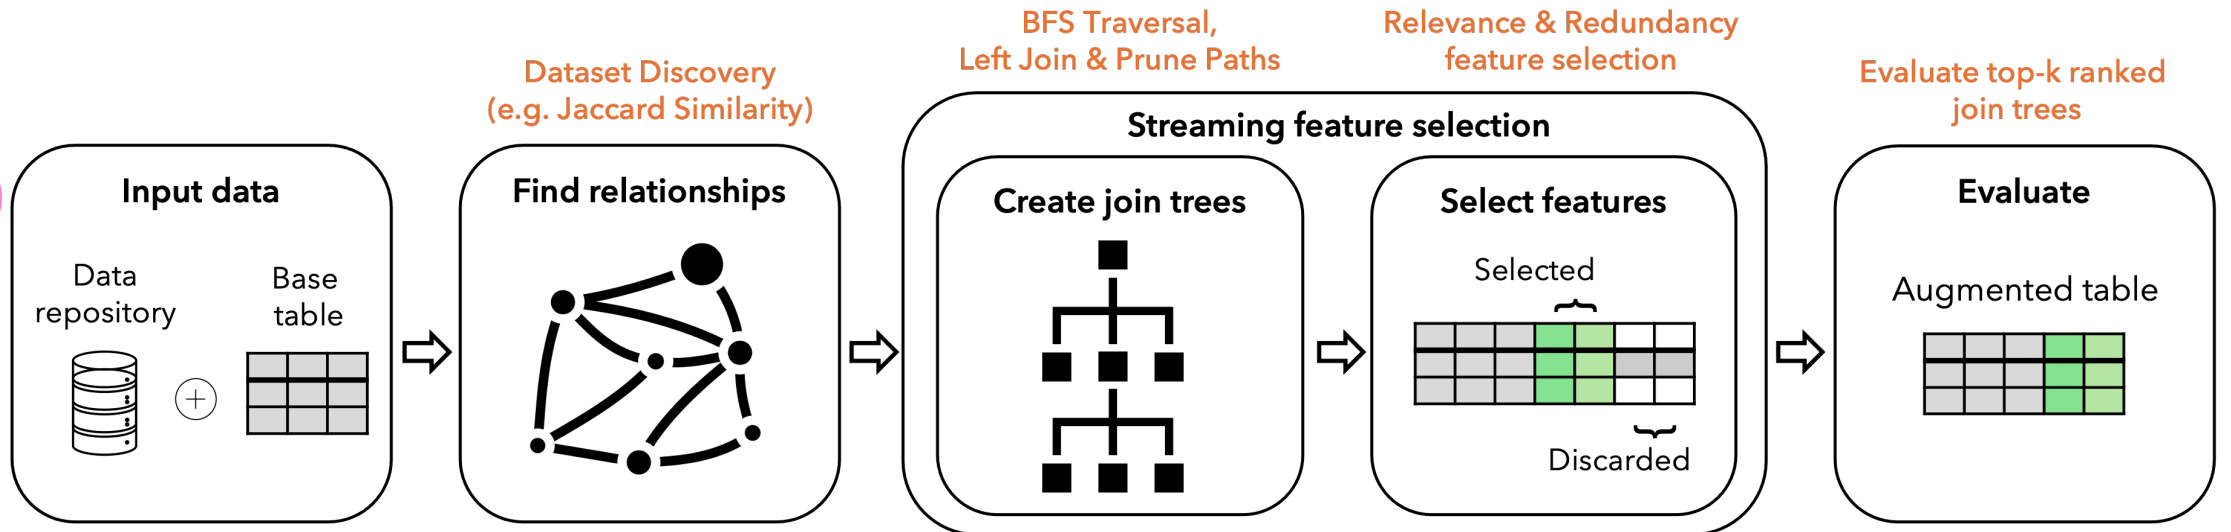 Input data
Data
repository
Base
table
Dataset Discovery
(e.g. Jaccard Similarity)
Find relationships
BFS Traversal,
Left Join & Prune Paths
Relevance & Redundancy
feature selection
Streaming feature selection
Create join trees
Select features
Selected
Discarded
Evaluate top-k ranked
join trees
Evaluate
Augmented table